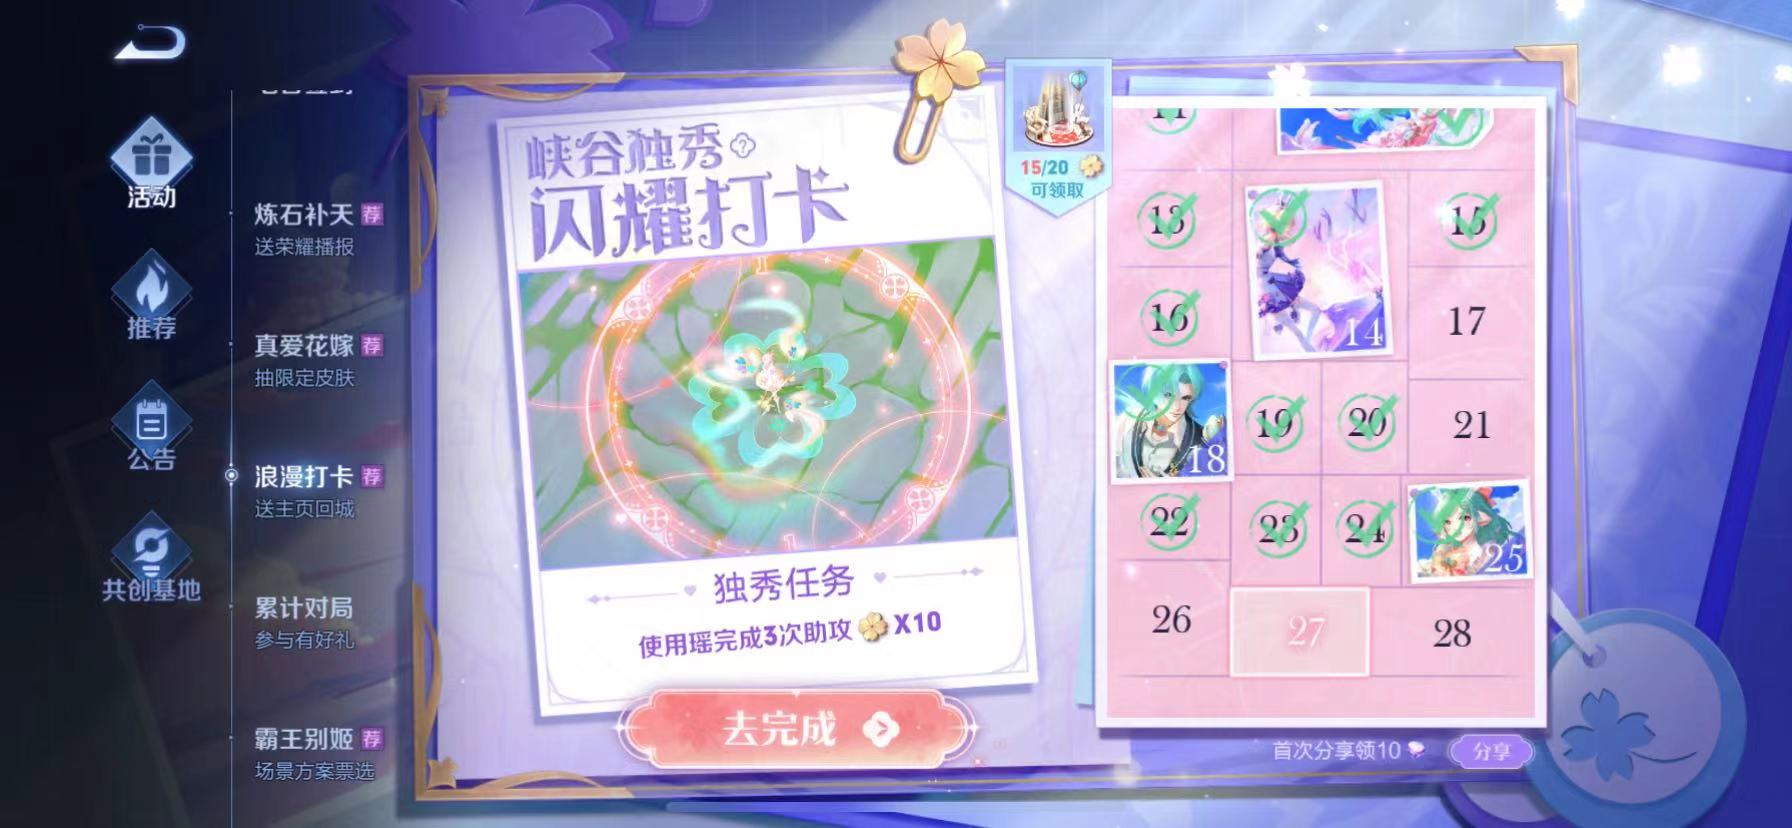 活动
推荐
公告
共创基地
炼石补天 荐
送荣耀播报
真爱花嫁 荐
抽限定皮肤
浪漫打卡 荐
送主页回城
累计对局
参与有好礼
霸王别姬 荐
场景方案票选
峡谷独秀 ?
闪耀打卡
独秀任务
使用瑶完成3次助攻 X10
去完成
15/20
可领取
13 14 15
16 17
18 19 20 21
22 23 24 25
26 27 28
首次分享领10 分享